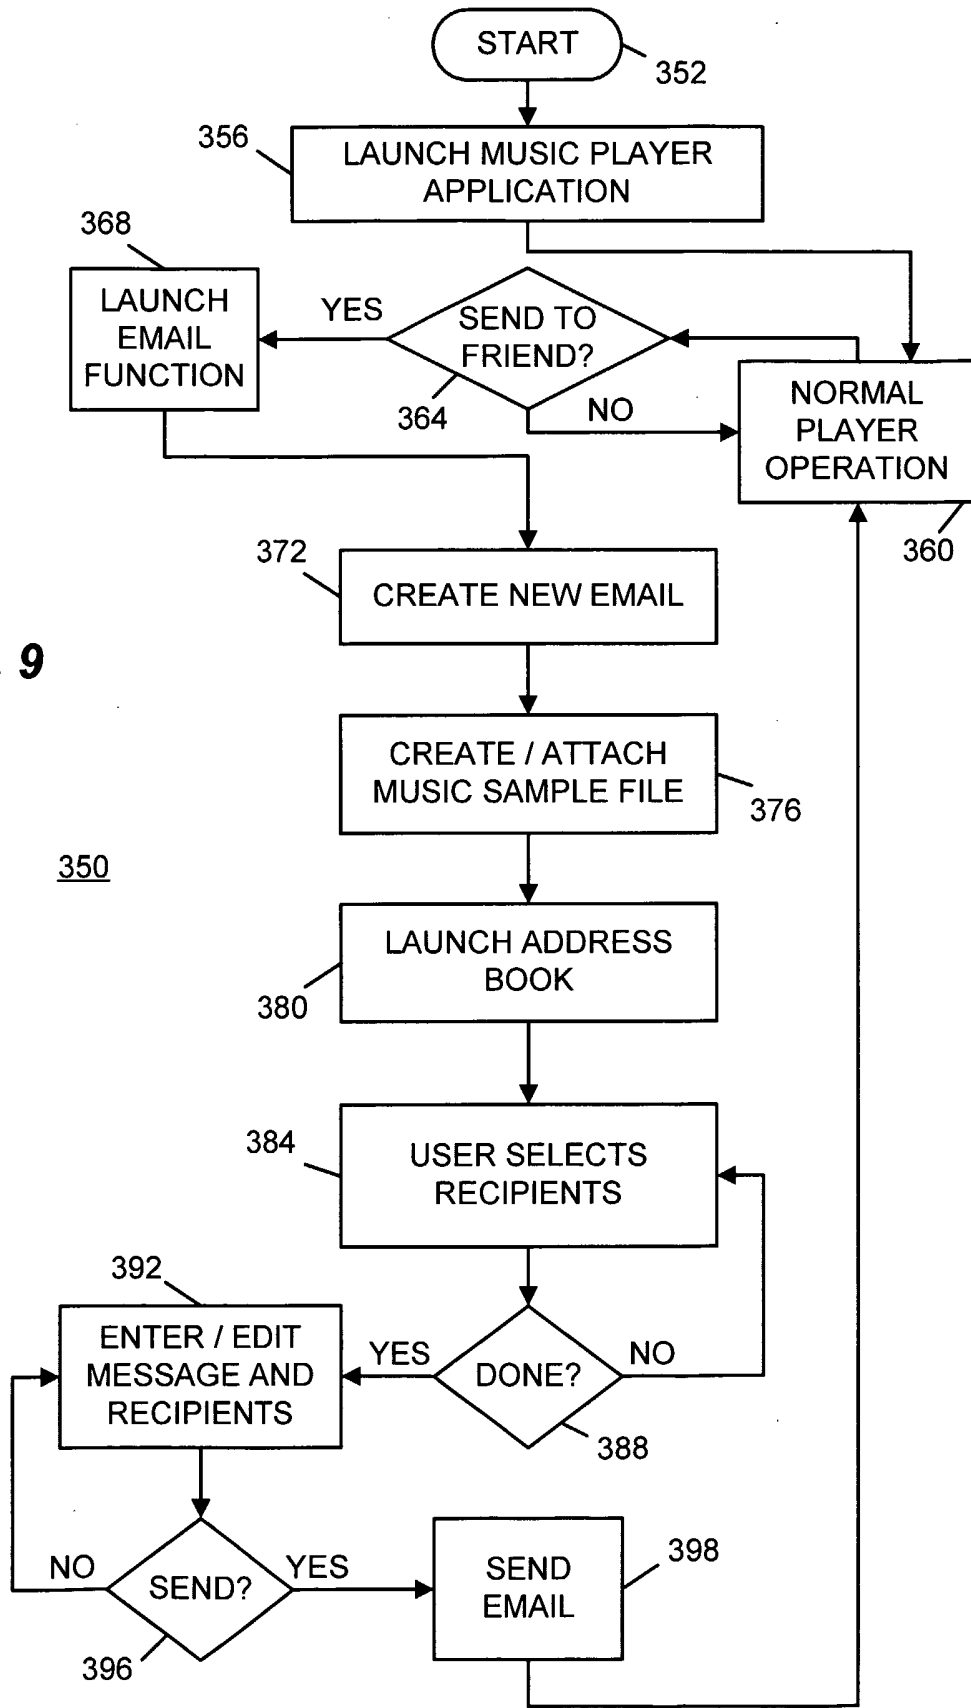 START
352
356
LAUNCH MUSIC PLAYER
APPLICATION
368
LAUNCH
EMAIL
FUNCTION
YES
SEND TO
FRIEND?
364
NO
NORMAL
PLAYER
OPERATION
360
372
CREATE NEW EMAIL
. 9
CREATE / ATTACH
MUSIC SAMPLE FILE
376
350
LAUNCH ADDRESS
BOOK
380
384
USER SELECTS
RECIPIENTS
392
ENTER / EDIT
MESSAGE AND
RECIPIENTS
YES
DONE?
NO
388
NO
SEND?
YES
396
SEND
EMAIL
398